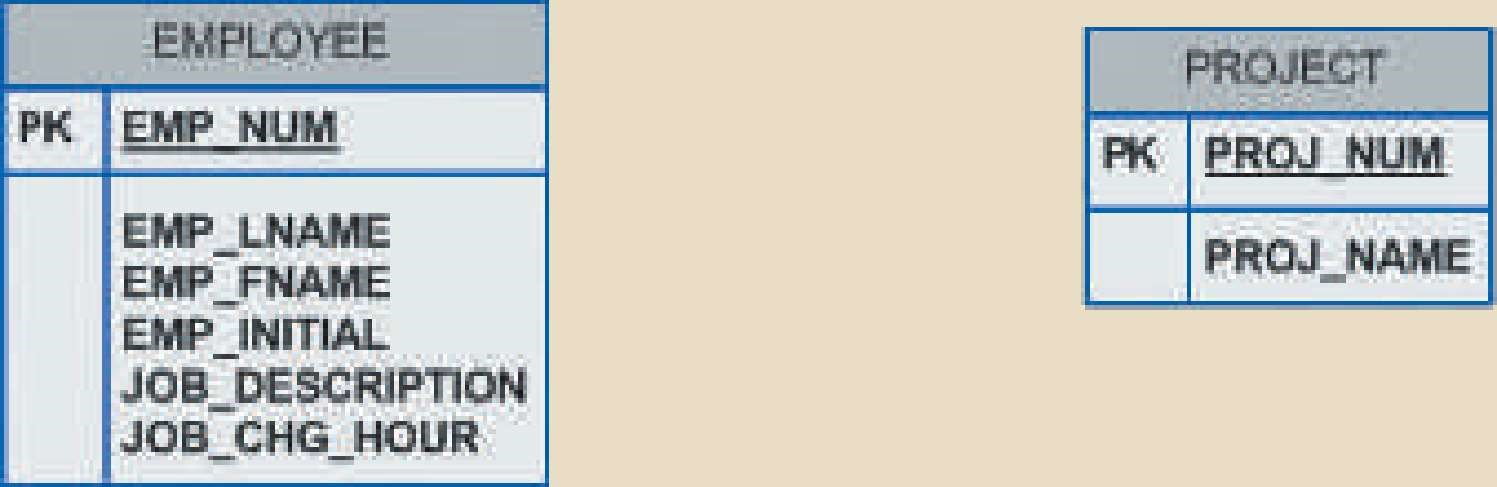 EMPLOYEE
PK EMP_NUM
EMP_LNAME
EMP_FNAME
EMP_INITIAL
JOB_DESCRIPTION
JOB_CHG_HOUR
PROJECT
PK PROJ_NUM
PROJ_NAME